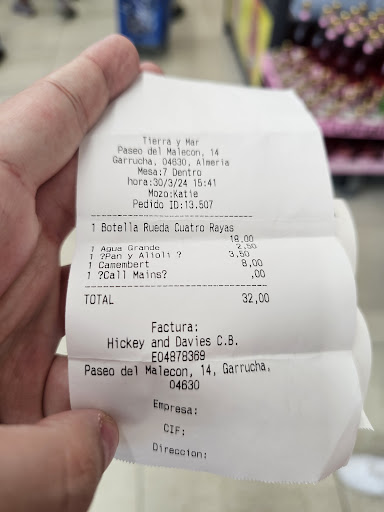 Tierra y Mar
Paseo del Malecon, 14
Garrucha, 04630, Almeria
Mesa:7 Dentro
hora:30/3/24 15:41
Mozo:Katie
Pedido ID:13,507
1 Botella Rueda Cuatro Rayas
18,00
1 Agua Grande 2,50
1 ?Pan y Alioli ? 3,50
1 Camembert 8,00
1 ?Call Mains? ,00
TOTAL 32,00
Factura:
Hickey and Davies C.B.
E04878369
Paseo del Malecon, 14, Garrucha,
04630
Empresa:
CIF:
Direccion: